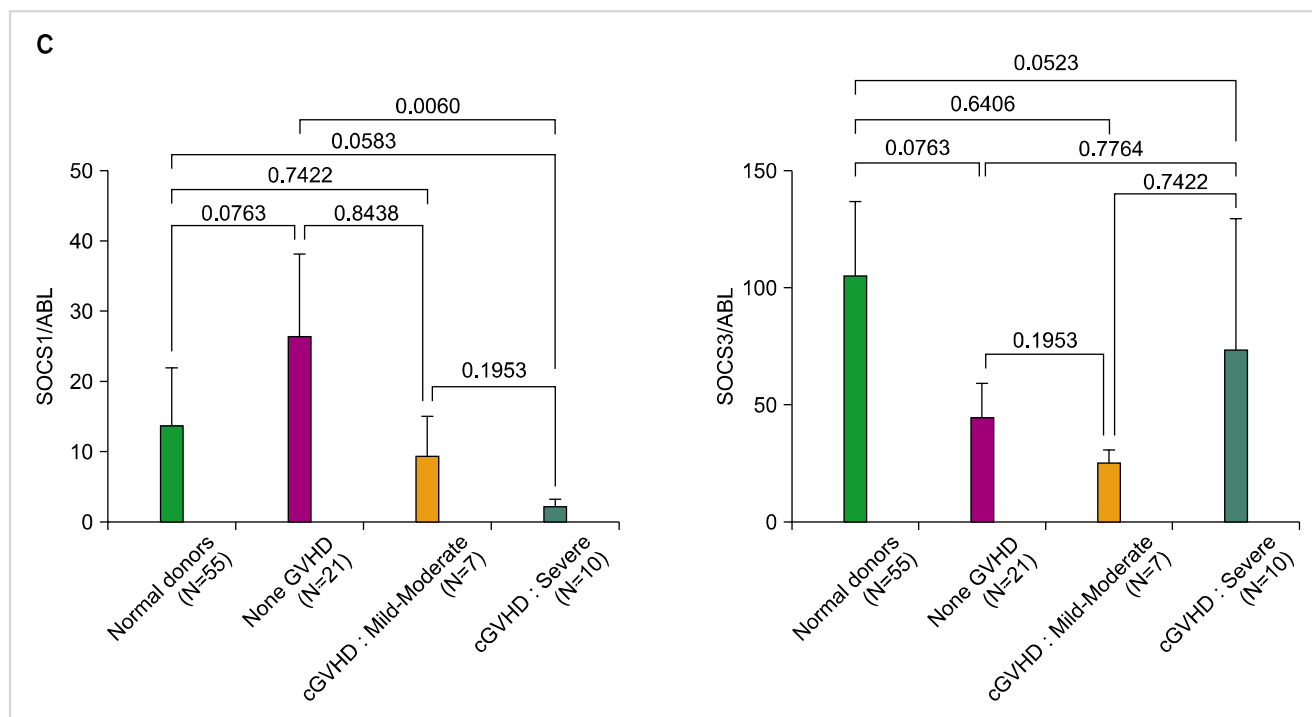 C
0.0060
0.0583
0.7422
0.0763
0.8438
0.1953
50
40
30
20
10
0
SOCS1/ABL
Normal donors
(N=55)
None GVHD
(N=21)
cGVHD : Mild-Moderate
(N=7)
cGVHD : Severe
(N=10)
0.0523
0.6406
0.0763
0.7764
0.7422
0.1953
150
100
50
0
SOCS3/ABL
Normal donors
(N=55)
None GVHD
(N=21)
cGVHD : Mild-Moderate
(N=7)
cGVHD : Severe
(N=10)